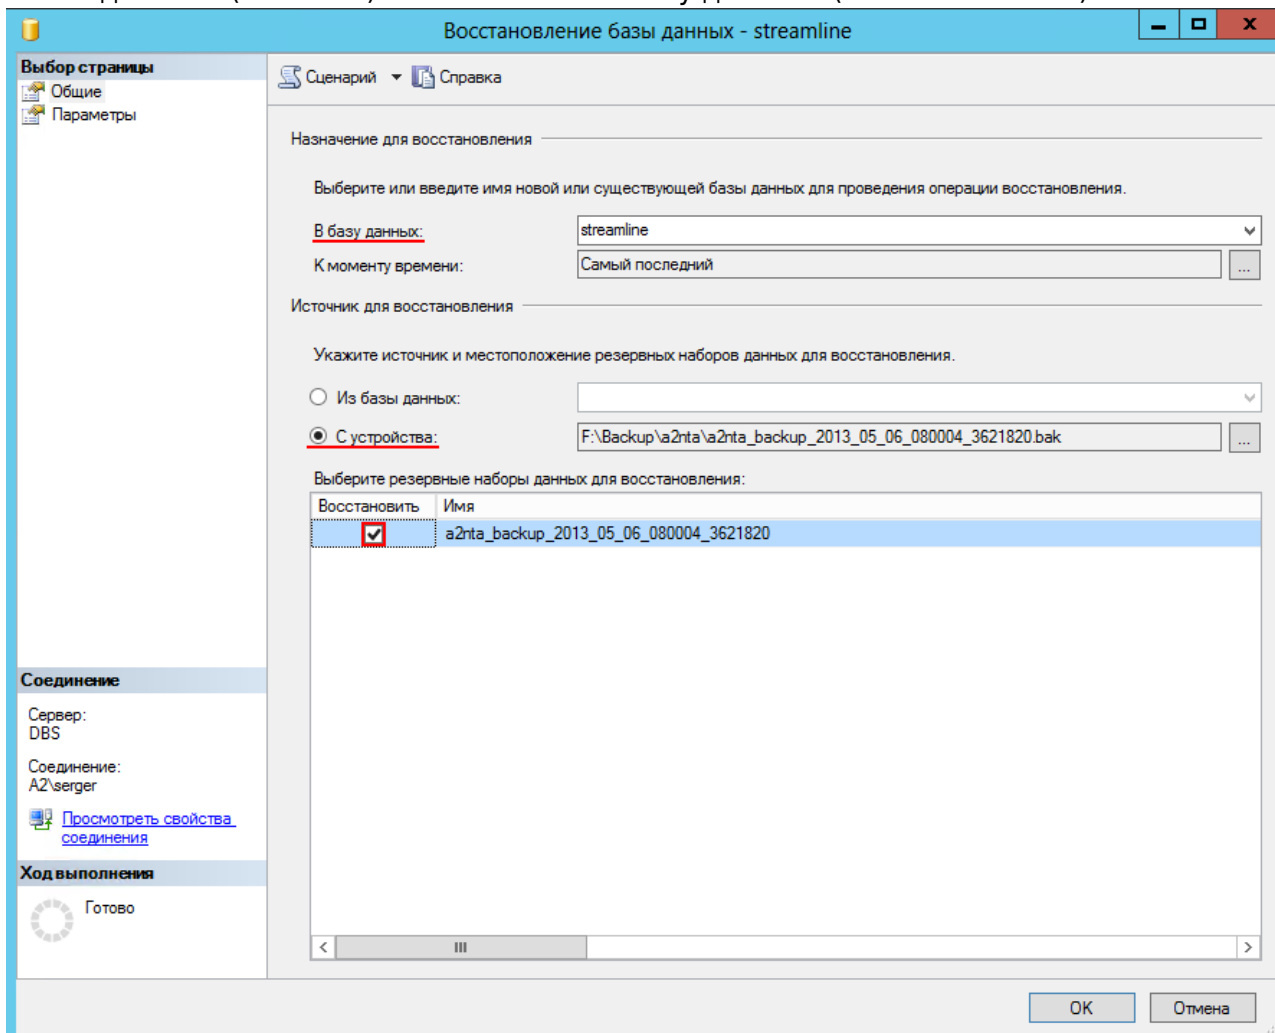 Восстановление базы данных - streamline
Выбор страницы
Общие
Параметры
Сценарий
Справка
Назначение для восстановления
Выберите или введите имя новой или существующей базы данных для проведения операции восстановления.
В базу данных:
streamline
К моменту времени:
Самый последний
...
Источник для восстановления
Укажите источник и местоположение резервных наборов данных для восстановления.
Из базы данных:
С устройства:
F:\Backup\a2nta\a2nta_backup_2013_05_06_080004_3621820.bak
...
Выберите резервные наборы данных для восстановления:
Восстановить Имя
a2nta_backup_2013_05_06_080004_3621820
Соединение
Сервер:
DBS
Соединение:
A2\serger
Просмотреть свойства
соединения
Ход выполнения
Готово
OK
Отмена